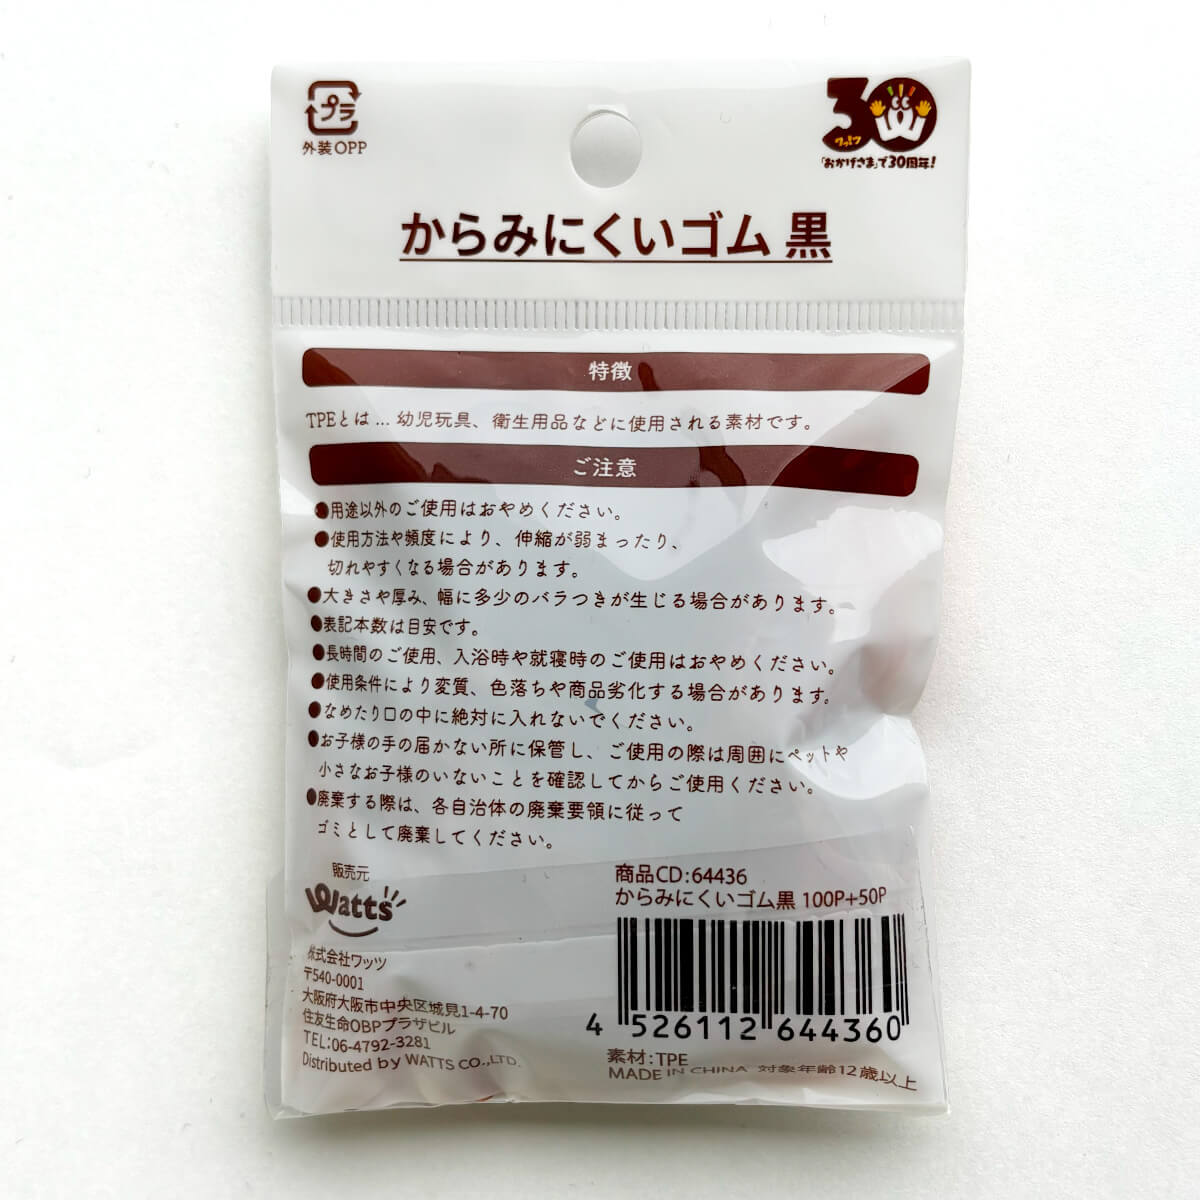 プラ
外装OPP
30
ワッツ
「おかげさま」で30周年!
からみにくいゴム 黒
特徴
TPEとは...幼児玩具、衛生用品などに使用される素材です。
ご注意
●用途以外のご使用はおやめください。
●使用方法や頻度により、伸縮が弱まったり、
切れやすくなる場合があります。
●大きさや厚み、幅に多少のバラつきが生じる場合があります。
●表記本数は目安です。
●長時間のご使用、入浴時や就寝時のご使用はおやめください。
●使用条件により変質、色落ちや商品劣化する場合があります。
●なめたり口の中に絶対に入れないでください。
●お子様の手の届かない所に保管し、ご使用の際は周囲にペットや
小さなお子様のいないことを確認してからご使用ください。
●廃棄する際は、各自治体の廃棄要領に従って
ゴミとして廃棄してください。
販売元
Watts
株式会社ワッツ
〒540-0001
大阪府大阪市中央区城見1-4-70
住友生命OBPプラザビル
TEL:06-4792-3281
Distributed by WATTS CO.,LTD.
商品CD:64436
からみにくいゴム黒 100P+50P
4 526112 644360
素材:TPE
MADE IN CHINA 対象年齢12歳以上